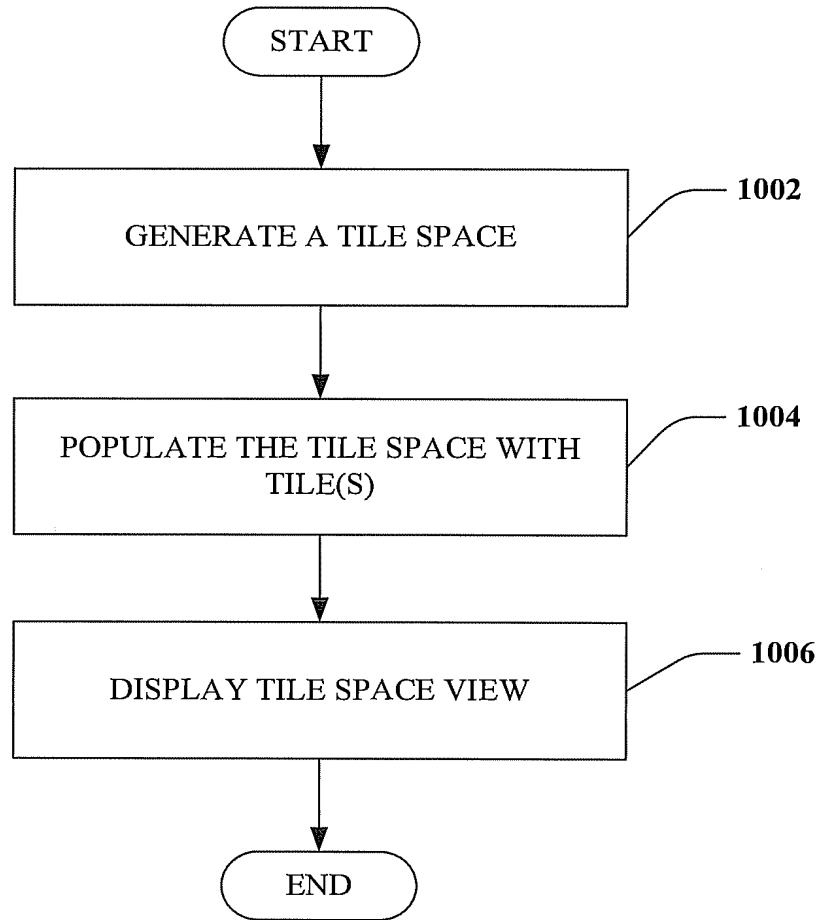 START
GENERATE A TILE SPACE
1002
POPULATE THE TILE SPACE WITH
TILE(S)
1004
DISPLAY TILE SPACE VIEW
1006
END